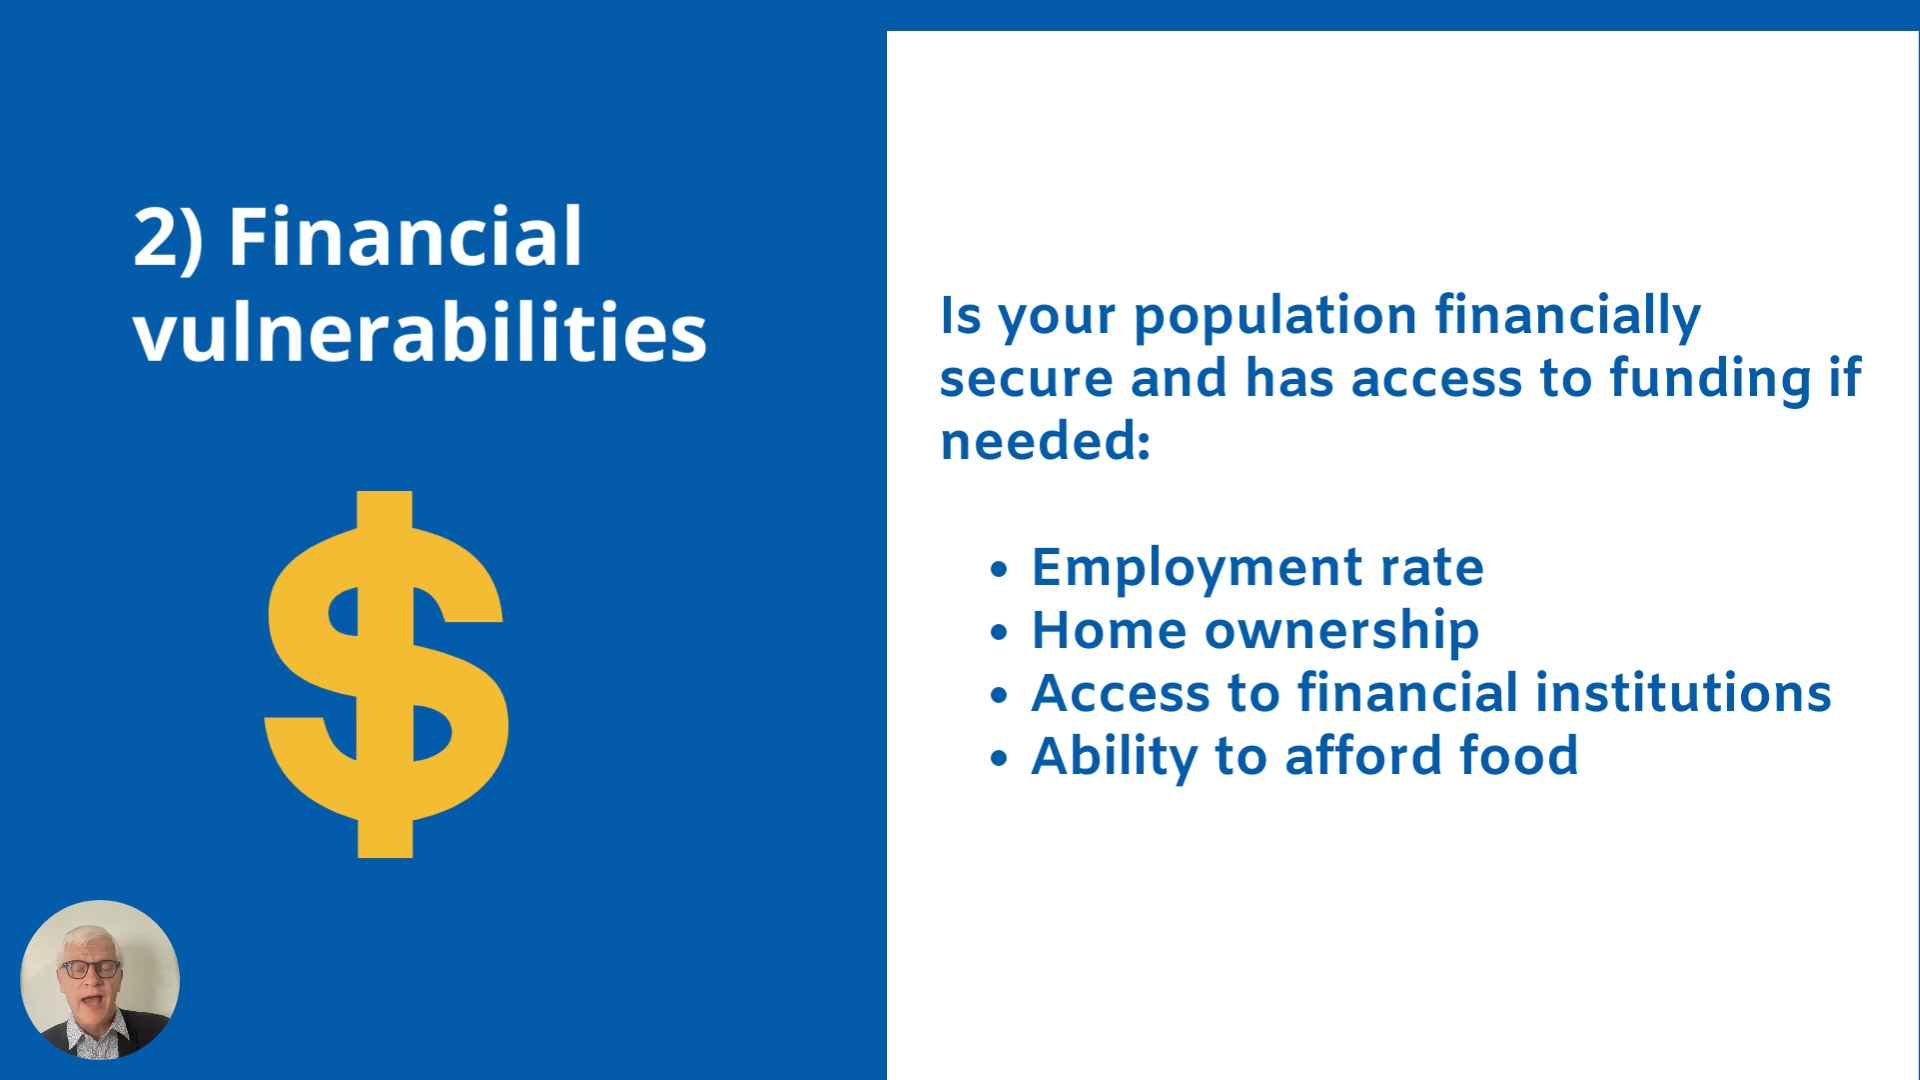 2) Financial
vulnerabilities
$
Is your population financially
secure and has access to funding if
needed:
• Employment rate
• Home ownership
• Access to financial institutions
• Ability to afford food